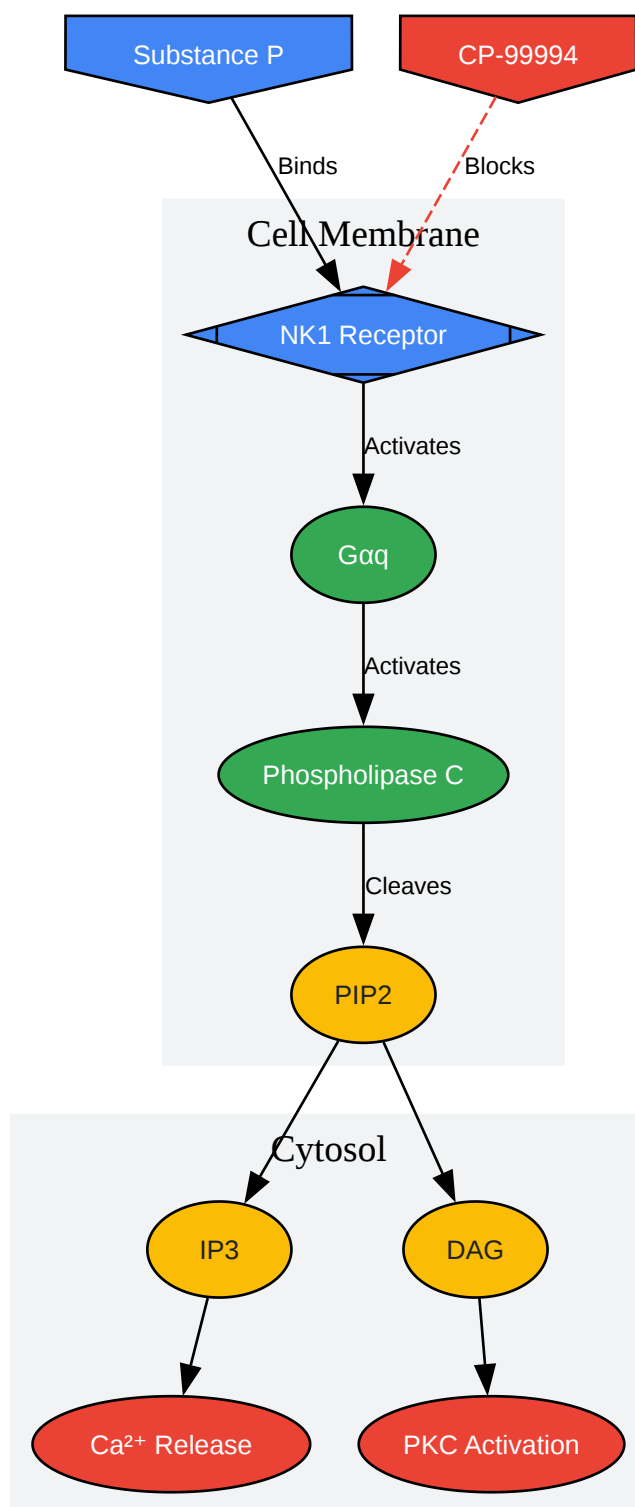 Substance P
CP-99994
Binds
Blocks
Cell Membrane
NK1 Receptor
Activates
Gαq
Activates
Phospholipase C
Cleaves
PIP2
Cytosol
IP3
DAG
Ca²⁺ Release
PKC Activation